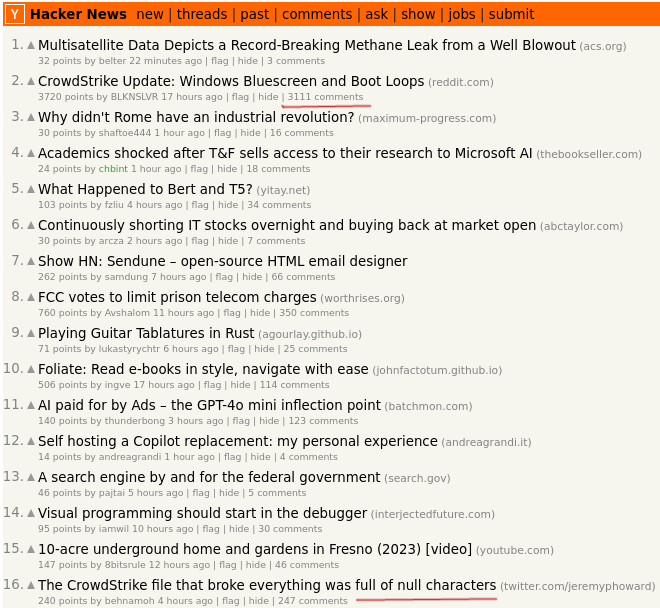 Y Hacker News new | threads | past | comments | ask | show | jobs | submit
1. Multisatellite Data Depicts a Record-Breaking Methane Leak from a Well Blowout (acs.org)
32 points by belter 22 minutes ago | flag | hide | 3 comments
2. CrowdStrike Update: Windows Bluescreen and Boot Loops (reddit.com)
3720 points by BLKNSLVR 17 hours ago | flag | hide | 3111 comments
3. Why didn't Rome have an industrial revolution? (maximum-progress.com)
30 points by shaftoe444 1 hour ago | flag | hide | 16 comments
4. Academics shocked after T&F sells access to their research to Microsoft AI (thebookseller.com)
24 points by chbint 1 hour ago | flag | hide | 18 comments
5. What Happened to Bert and T5? (yitay.net)
103 points by fzliu 4 hours ago | flag | hide | 34 comments
6. Continuously shorting IT stocks overnight and buying back at market open (abctaylor.com)
30 points by arcza 2 hours ago | flag | hide | 7 comments
7. Show HN: Sendune – open-source HTML email designer
262 points by samdung 7 hours ago | flag | hide | 66 comments
8. FCC votes to limit prison telecom charges (worthrises.org)
760 points by Avshalom 11 hours ago | flag | hide | 350 comments
9. Playing Guitar Tablatures in Rust (agourlay.github.io)
71 points by lukastyrychtr 6 hours ago | flag | hide | 25 comments
10. Foliate: Read e-books in style, navigate with ease (johnfactotum.github.io)
506 points by ingve 17 hours ago | flag | hide | 114 comments
11. AI paid for by Ads – the GPT-4o mini inflection point (batchmon.com)
140 points by thunderbong 3 hours ago | flag | hide | 123 comments
12. Self hosting a Copilot replacement: my personal experience (andreagrandi.it)
14 points by andreagrandi 1 hour ago | flag | hide | 4 comments
13. A search engine by and for the federal government (search.gov)
46 points by pajtai 5 hours ago | flag | hide | 5 comments
14. Visual programming should start in the debugger (interjectedfuture.com)
95 points by iamwil 10 hours ago | flag | hide | 30 comments
15. 10-acre underground home and gardens in Fresno (2023) [video] (youtube.com)
147 points by 8bitsrule 12 hours ago | flag | hide | 46 comments
16. The CrowdStrike file that broke everything was full of null characters (twitter.com/jeremyphoward)
240 points by behnamoh 4 hours ago | flag | hide | 247 comments